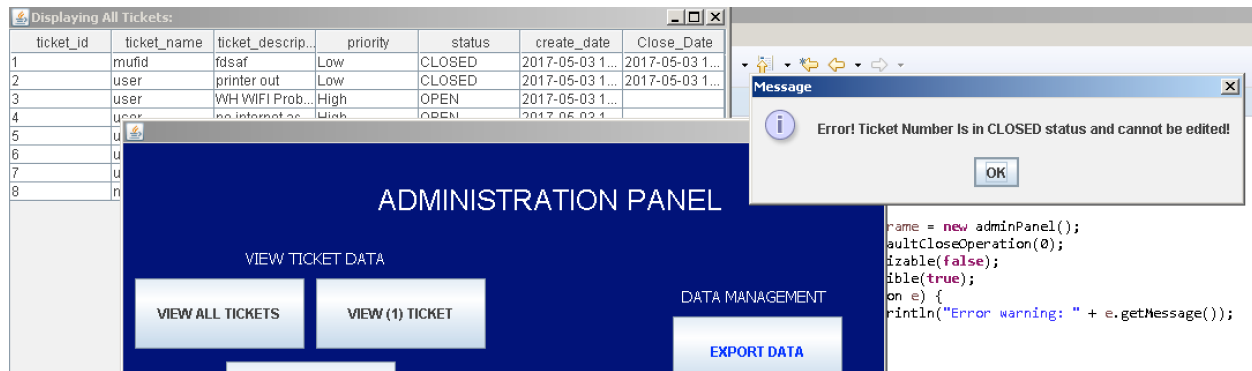 Displaying All Tickets:
ticket_id ticket_name ticket_descrip... priority status create_date Close_Date
1 mufid fdsaf Low CLOSED 2017-05-03 1... 2017-05-03 1...
2 user printer out Low CLOSED 2017-05-03 1... 2017-05-03 1...
3 user WH WIFI Prob... High OPEN 2017-05-03 1...
4 user no internet ac... High OPEN 2017-05-03 1...
5 u
6 u
7 u
8 n
Message
Error! Ticket Number Is in CLOSED status and cannot be edited!
OK
ADMINISTRATION PANEL
VIEW TICKET DATA
VIEW ALL TICKETS
VIEW (1) TICKET
DATA MANAGEMENT
EXPORT DATA
rame = new adminPanel();
aultCloseOperation(0);
izable(false);
ible(true);
on e) {
rintln("Error warning: " + e.getMessage());